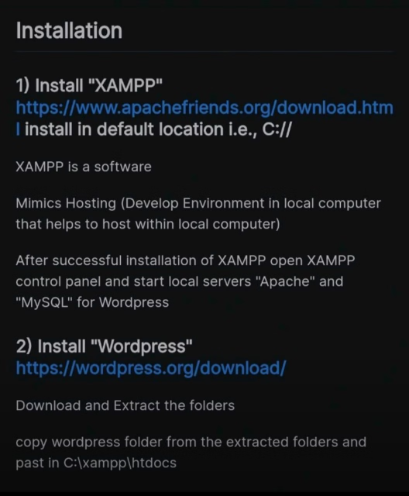 Installation
1) Install "XAMPP"
https://www.apachefriends.org/download.htm
l install in default location i.e., C://
XAMPP is a software
Mimics Hosting (Develop Environment in local computer
that helps to host within local computer)
After successful installation of XAMPP open XAMPP
control panel and start local servers "Apache" and
"MySQL" for Wordpress
2) Install "Wordpress"
https://wordpress.org/download/
Download and Extract the folders
copy wordpress folder from the extracted folders and
past in C:\xampp\htdocs